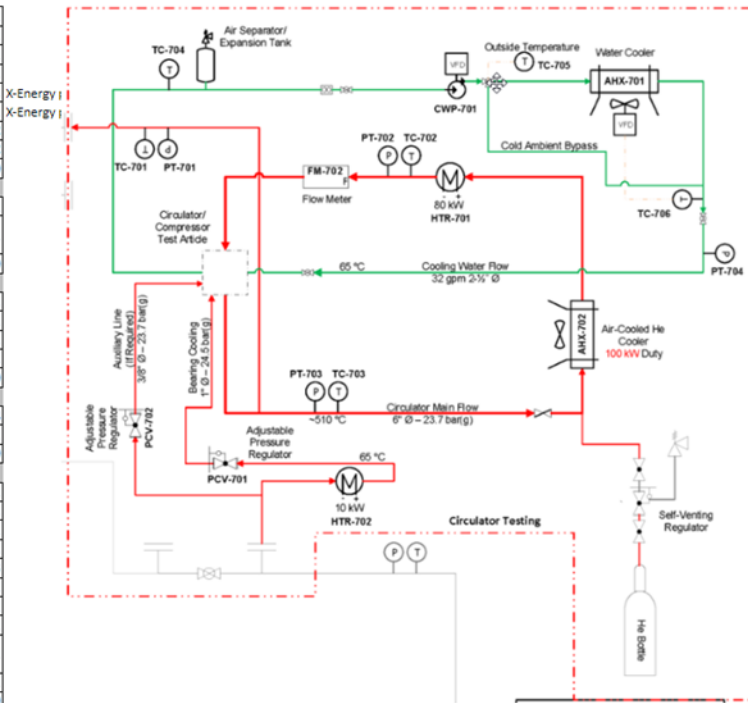 Air Separator/
Expansion Tank
TC-704
T
VFD
CWP-701
Outside Temperature
T
TC-705
Water Cooler
AHX-701
VFD
X-Energy
X-Energy
T
P
TC-701
PT-701
PT-702
TC-702
P
T
FM-702
F
Flow Meter
M
- +
80 kW
HTR-701
Cold Ambient Bypass
T
TC-706
P
PT-704
Circulator/
Compressor
Test Article
65 °C
Cooling Water Flow
32 gpm 2-½" Ø
Auxiliary Line
(If Required)
3/8" Ø – 23.7 bar(g)
Bearing Cooling
1" Ø – 24.5 bar(g)
AHX-702
Air-Cooled He
Cooler
100 kW Duty
PT-703
TC-703
P
T
~510 °C
Circulator Main Flow
6" Ø – 23.7 bar(g)
Adjustable
Pressure
Regulator
PCV-702
Adjustable
Pressure
Regulator
PCV-701
65 °C
M
- +
10 kW
HTR-702
Circulator Testing
P
T
Self-Venting
Regulator
He Bottle